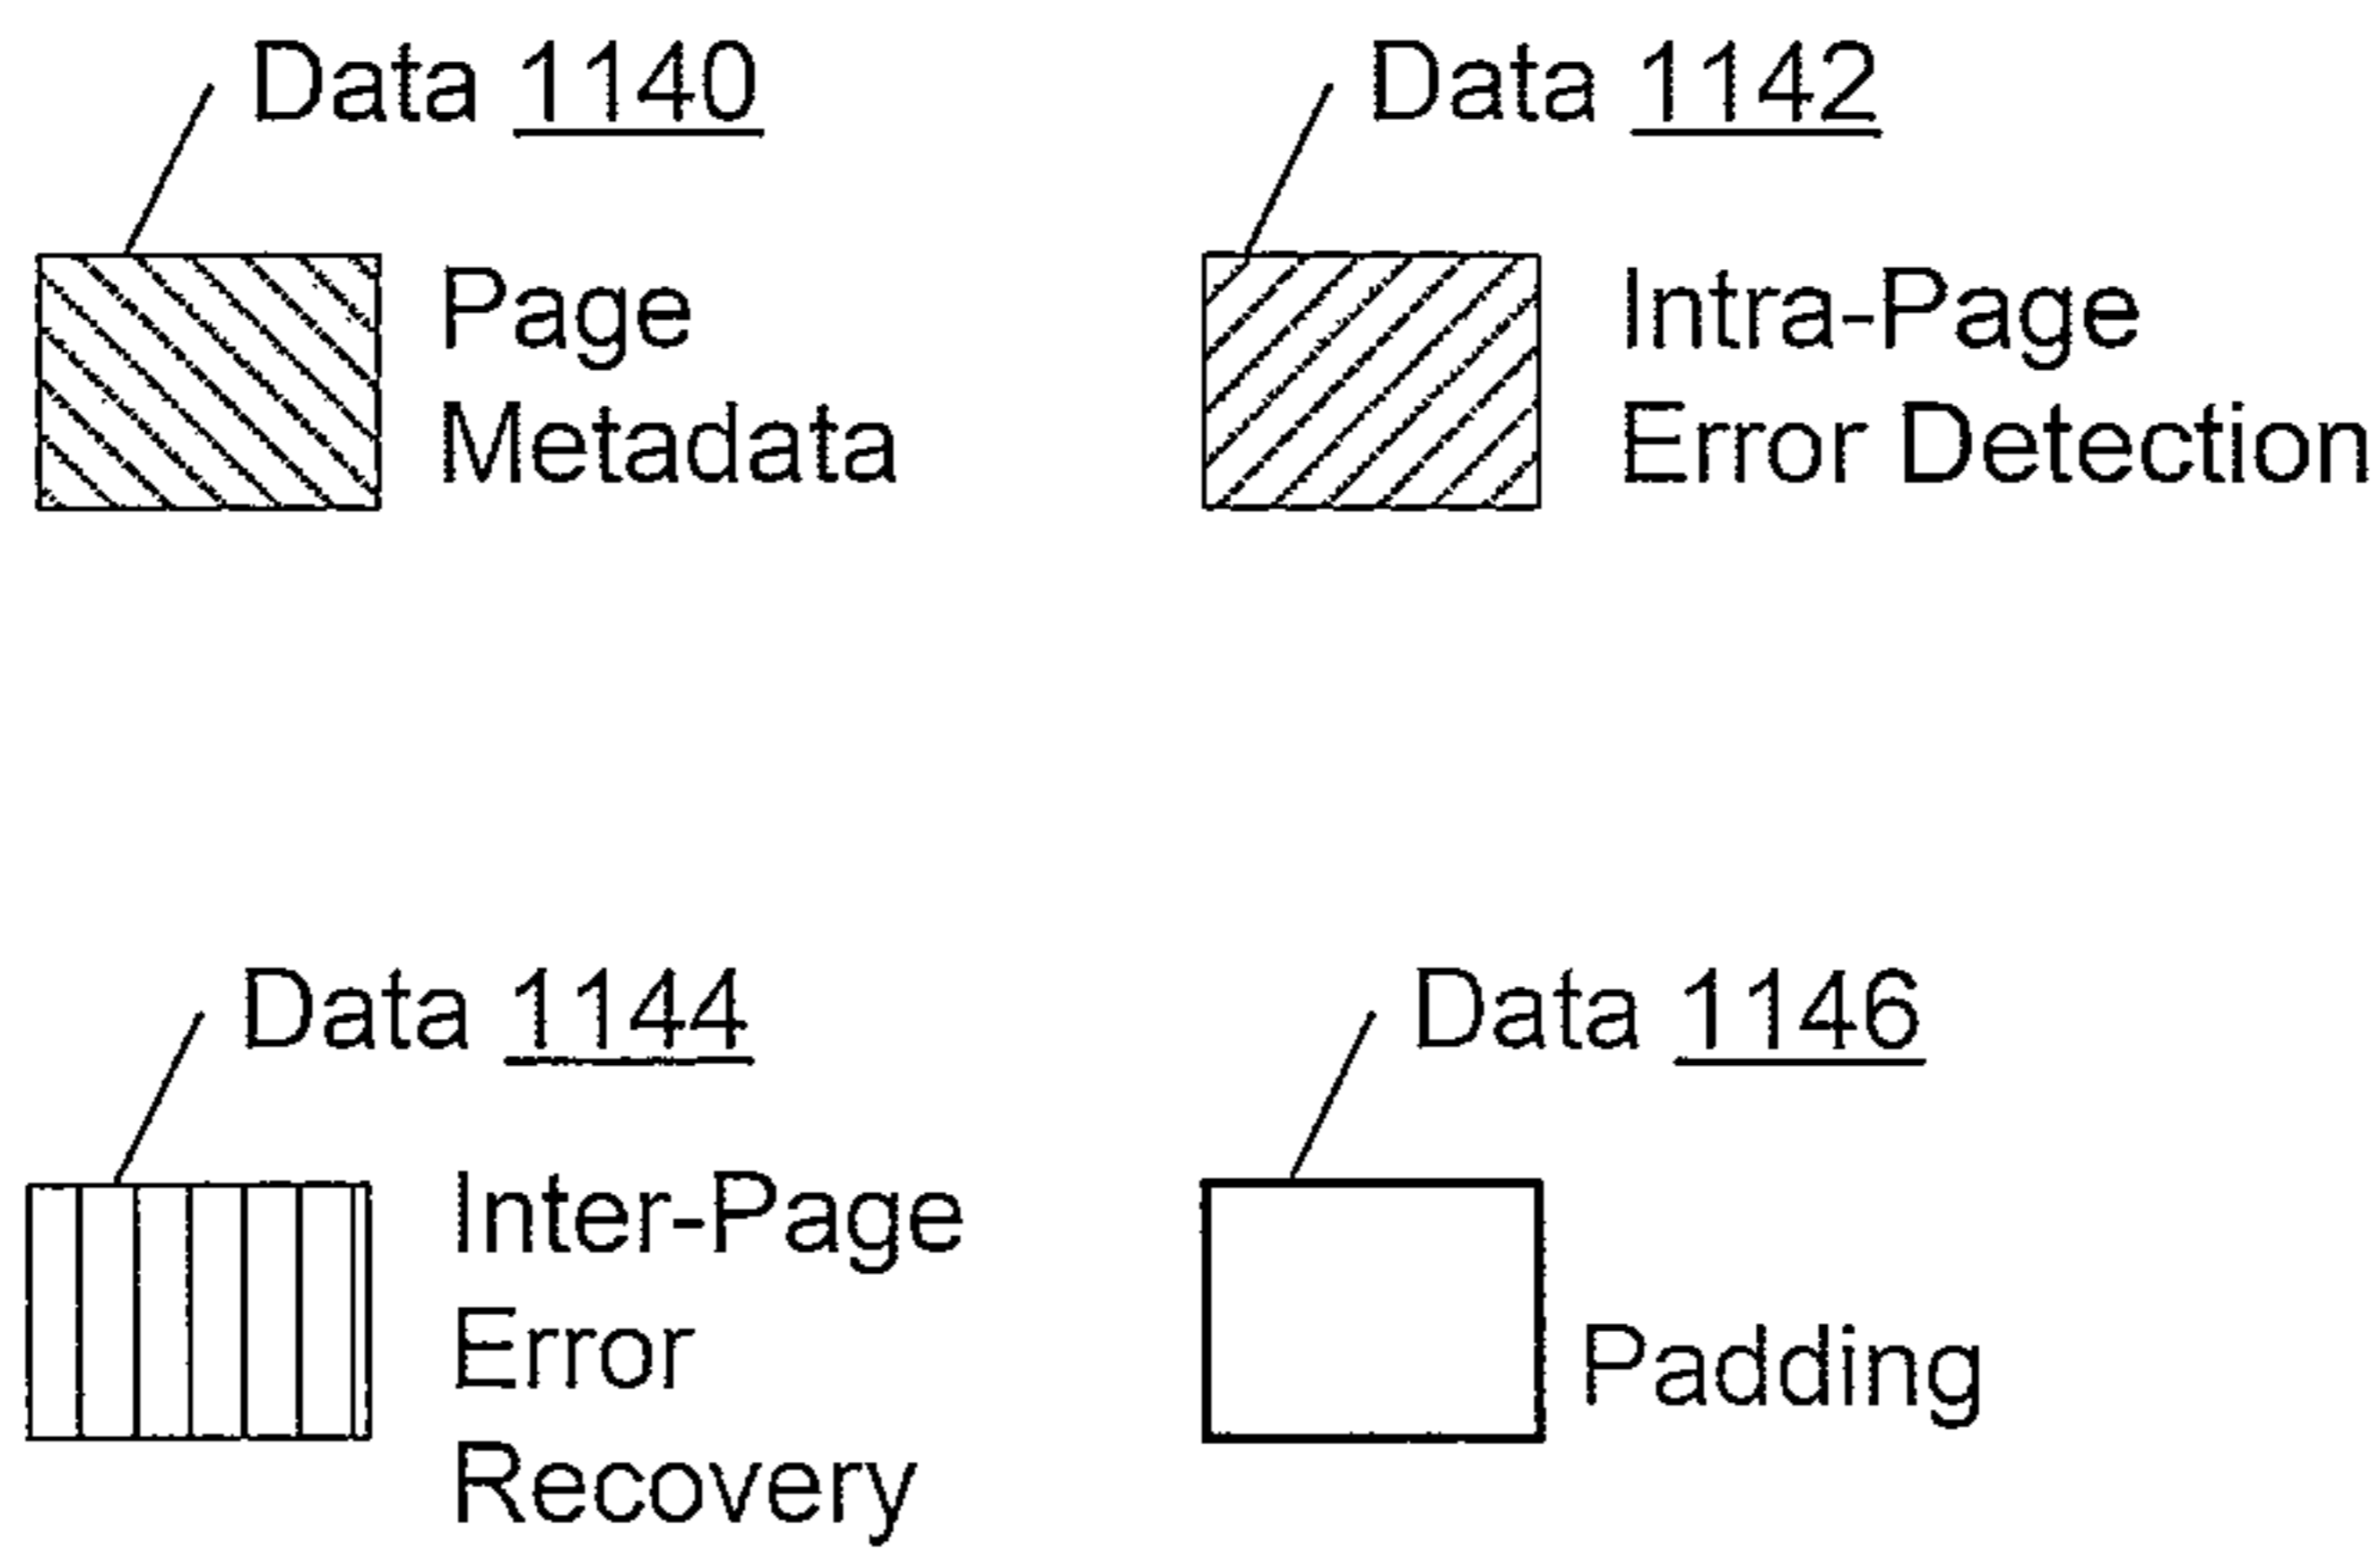 Data 1140
Page
Metadata
Data 1142
Intra-Page
Error Detection
Data 1144
Inter-Page
Error
Recovery
Data 1146
Padding